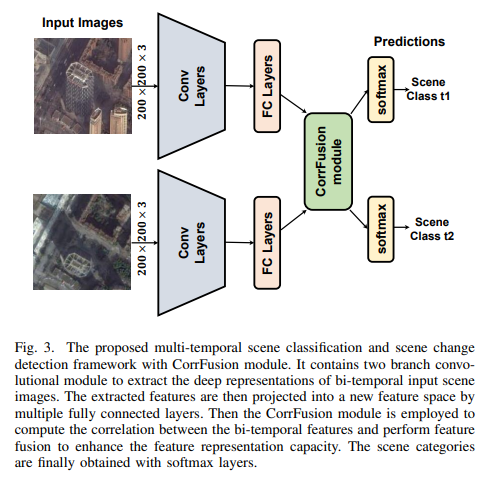 Input Images
Predictions
200 × 200 × 3
Conv
Layers
FC Layers
CorrFusion
module
softmax
Scene
Class t1
200 × 200 × 3
Conv
Layers
FC Layers
softmax
Scene
Class t2
Fig. 3. The proposed multi-temporal scene classification and scene change
detection framework with CorrFusion module. It contains two branch convo-
lutional module to extract the deep representations of bi-temporal input scene
images. The extracted features are then projected into a new feature space by
multiple fully connected layers. Then the CorrFusion module is employed to
compute the correlation between the bi-temporal features and perform feature
fusion to enhance the feature representation capacity. The scene categories
are finally obtained with softmax layers.